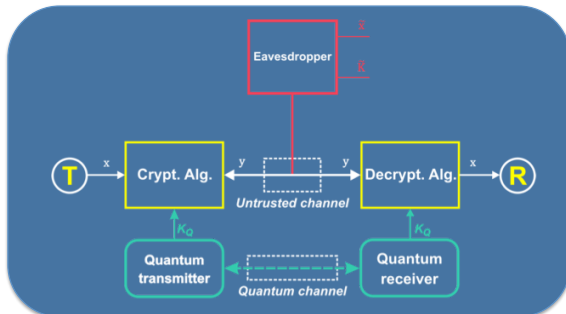 Eavesdropper
T
x
Crypt. Alg.
y
y
Decrypt. Alg.
x
R
Untrusted channel
K_Q
K_Q
Quantum
transmitter
Quantum
receiver
Quantum channel